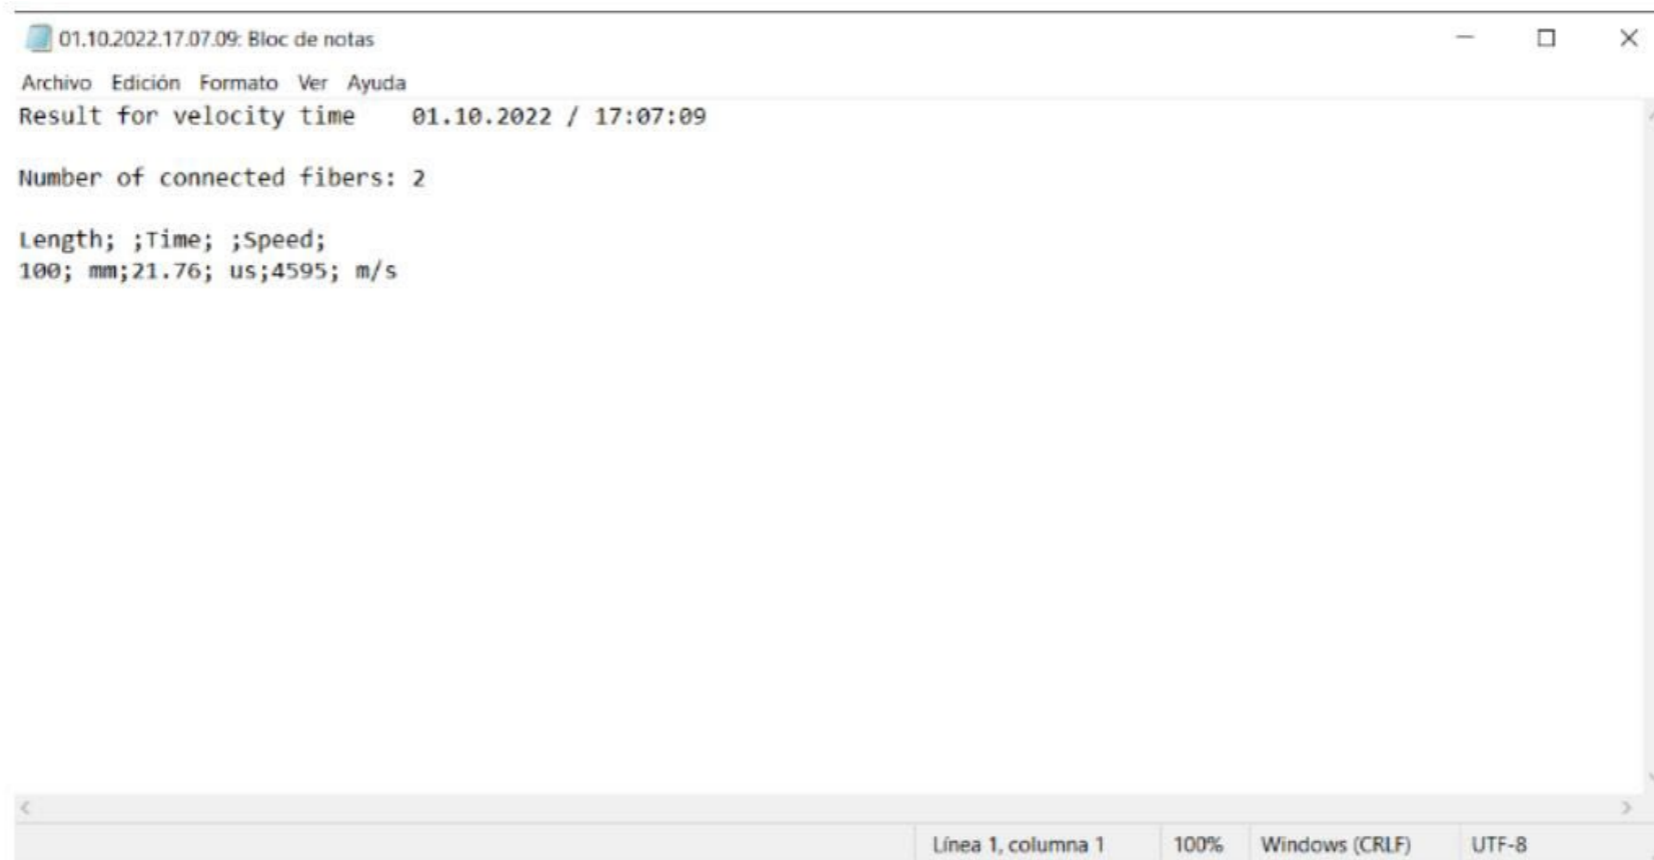 01.10.2022.17.07.09: Bloc de notas
Archivo Edición Formato Ver Ayuda
Result for velocity time    01.10.2022 / 17:07:09
Number of connected fibers: 2
Length; ;Time; ;Speed;
100; mm;21.76; us;4595; m/s
Línea 1, columna 1 100% Windows (CRLF) UTF-8